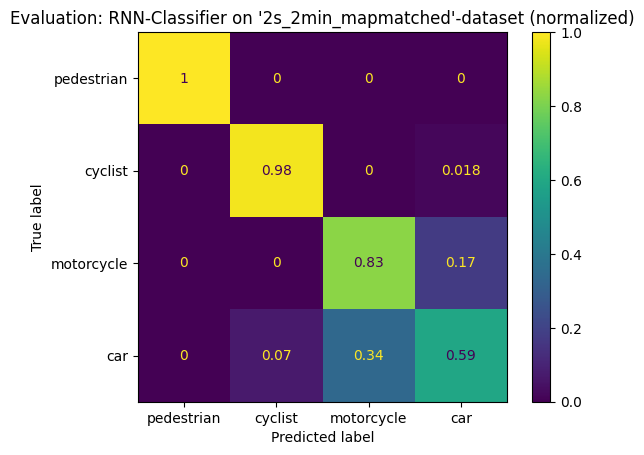 Evaluation: RNN-Classifier on '2s_2min_mapmatched'-dataset (normalized)
True label
pedestrian 1 0 0 0
cyclist 0 0.98 0 0.018
motorcycle 0 0 0.83 0.17
car 0 0.07 0.34 0.59
pedestrian cyclist motorcycle car
Predicted label
1.0
0.8
0.6
0.4
0.2
0.0